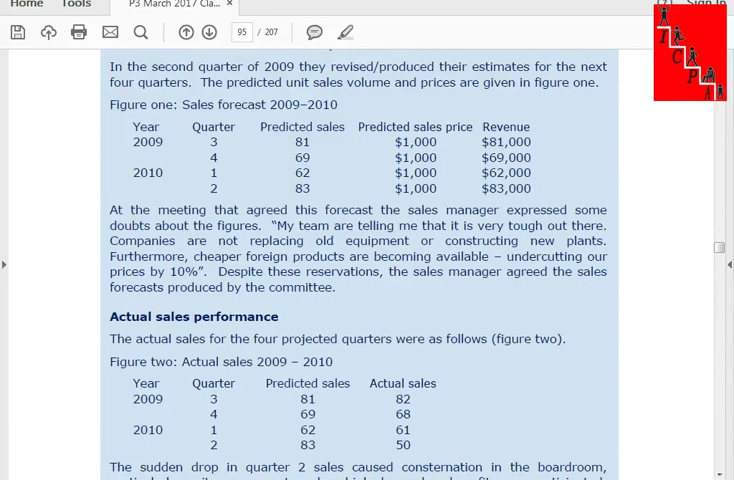 Home Tools P3 March 2017 Cla... × Sign In
95 / 207
I
C
P
A
In the second quarter of 2009 they revised/produced their estimates for the next
four quarters. The predicted unit sales volume and prices are given in figure one.
Figure one: Sales forecast 2009–2010
Year Quarter Predicted sales Predicted sales price Revenue
2009 3 81 $1,000 $81,000
4 69 $1,000 $69,000
2010 1 62 $1,000 $62,000
2 83 $1,000 $83,000
At the meeting that agreed this forecast the sales manager expressed some
doubts about the figures. “My team are telling me that it is very tough out there.
Companies are not replacing old equipment or constructing new plants.
Furthermore, cheaper foreign products are becoming available – undercutting our
prices by 10%”. Despite these reservations, the sales manager agreed the sales
forecasts produced by the committee.
Actual sales performance
The actual sales for the four projected quarters were as follows (figure two).
Figure two: Actual sales 2009 – 2010
Year Quarter Predicted sales Actual sales
2009 3 81 82
4 69 68
2010 1 62 61
2 83 50
The sudden drop in quarter 2 sales caused consternation in the boardroom,